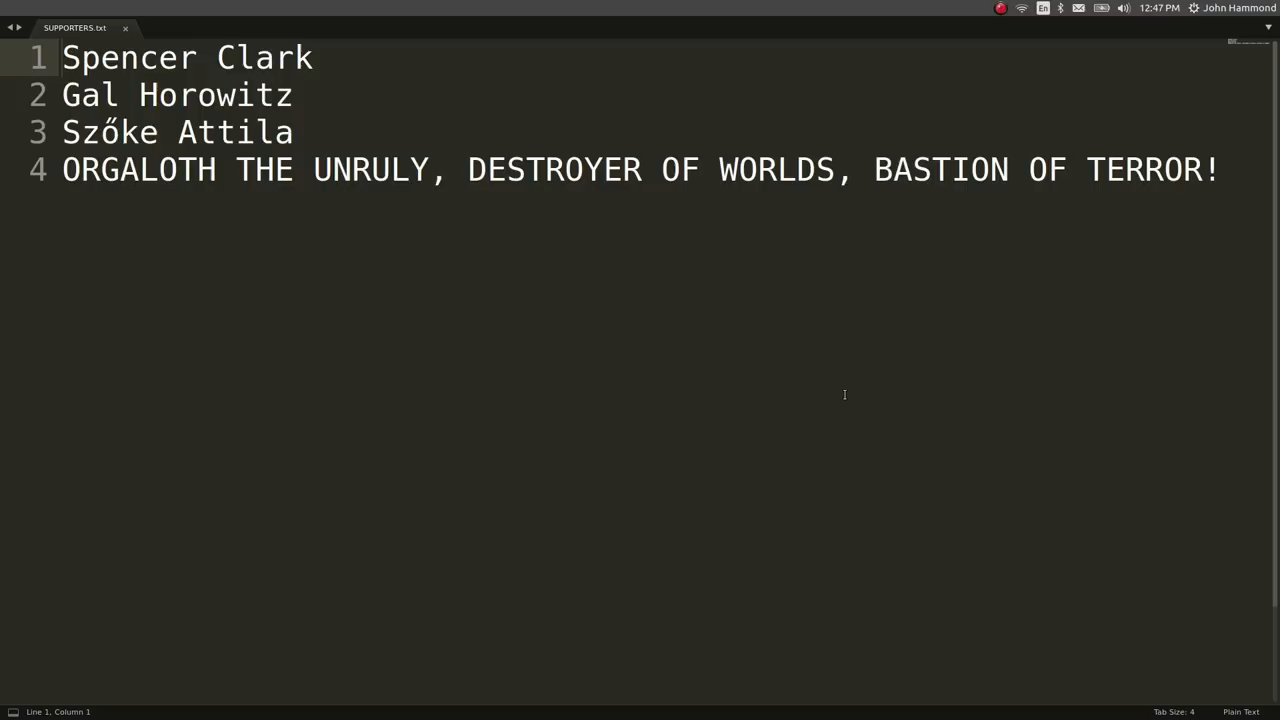 En 12:47 PM John Hammond
SUPPORTERS.txt ×
1 Spencer Clark
2 Gal Horowitz
3 Szőke Attila
4 ORGALOTH THE UNRULY, DESTROYER OF WORLDS, BASTION OF TERROR!
Line 1, Column 1 Tab Size: 4 Plain Text